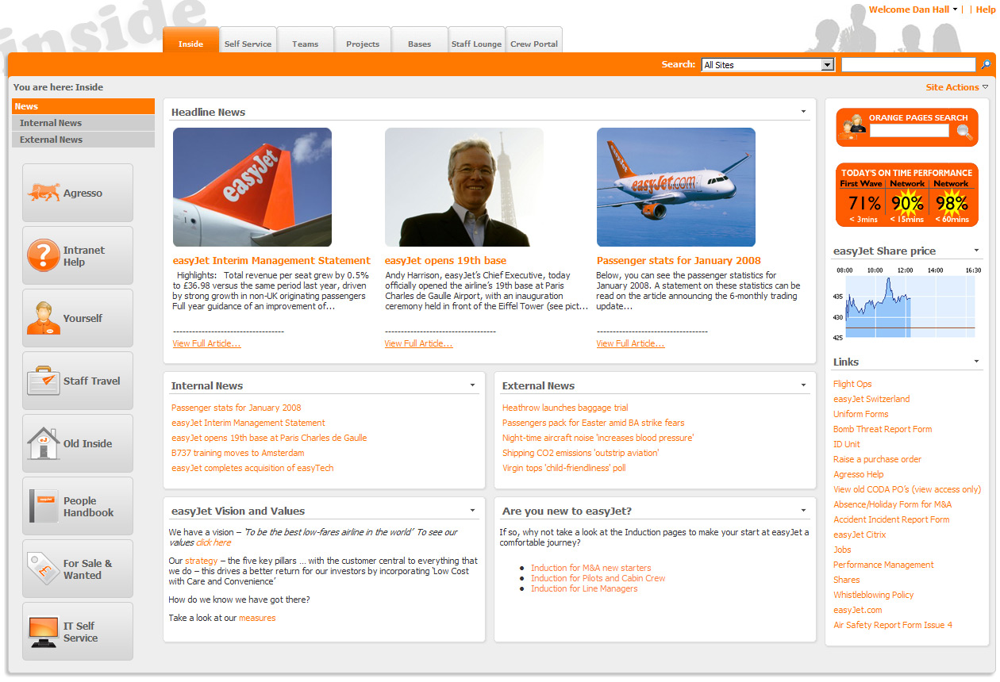 inside
Welcome Dan Hall | | Help
Inside
Self Service
Teams
Projects
Bases
Staff Lounge
Crew Portal
Search:
All Sites
You are here: Inside
Site Actions
News
Internal News
External News
Agresso
Intranet
Help
Yourself
Staff Travel
Old Inside
People
Handbook
For Sale &
Wanted
IT Self
Service
Headline News
easyJet
easyJet
easyJet.com
easyJet Interim Management Statement
Highlights: Total revenue per seat grew by 0.5%
to £36.98 versus the same period last year, driven
by strong growth in non-UK originating passengers
Full year guidance of an improvement of...
-----------------------------------
View Full Article...
easyJet opens 19th base
Andy Harrison, easyJet's Chief Executive, today
officially opened the airline's 19th base at Paris
Charles de Gaulle Airport, with an inauguration
ceremony held in front of the Eiffel Tower (see pict...
-----------------------------------
View Full Article...
Passenger stats for January 2008
Below, you can see the passenger statistics for
January 2008. A statement on these statistics can be
read on the article announcing the 6-monthly trading
update...
-----------------------------------
View Full Article...
Internal News
Passenger stats for January 2008
easyJet Interim Management Statement
easyJet opens 19th base at Paris Charles de Gaulle
B737 training moves to Amsterdam
easyJet completes acquisition of easyTech
External News
Heathrow launches baggage trial
Passengers pack for Easter amid BA strike fears
Night-time aircraft noise 'increases blood pressure'
Shipping CO2 emissions 'outstrip aviation'
Virgin tops 'child-friendliness' poll
easyJet Vision and Values
We have a vision – 'To be the best low-fares airline in the world' To see our
values click here
Our strategy – the five key pillars ... with the customer central to everything that
we do – this drives a better return for our investors by incorporating 'Low Cost
with Care and Convenience'
How do we know we have got there?
Take a look at our measures
Are you new to easyJet?
If so, why not take a look at the Induction pages to make your start at easyJet a
comfortable journey?
• Induction for M&A new starters
• Induction for Pilots and Cabin Crew
• Induction for Line Managers
ORANGE PAGES SEARCH
TODAY'S ON TIME PERFORMANCE
First Wave Network Network
71% 90% 98%
< 3mins < 15mins < 60mins
easyJet Share price
08:00 10:00 12:00 14:00 16:30
435
430
425
Links
Flight Ops
easyJet Switzerland
Uniform Forms
Bomb Threat Report Form
ID Unit
Raise a purchase order
Agresso Help
View old CODA PO's (view access only)
Absence/Holiday Form for M&A
Accident Incident Report Form
easyJet Citrix
Jobs
Performance Management
Shares
Whistleblowing Policy
easyJet.com
Air Safety Report Form Issue 4